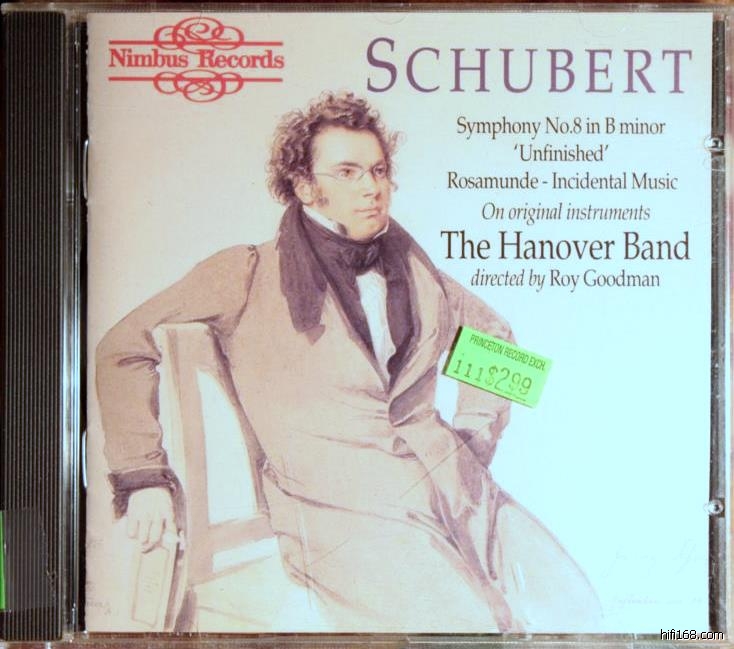 Nimbus Records
SCHUBERT
Symphony No.8 in B minor
‘Unfinished’
Rosamunde - Incidental Music
On original instruments
The Hanover Band
directed by Roy Goodman
PRINCETON RECORD EXCH.
111$2.99
hifi168.com